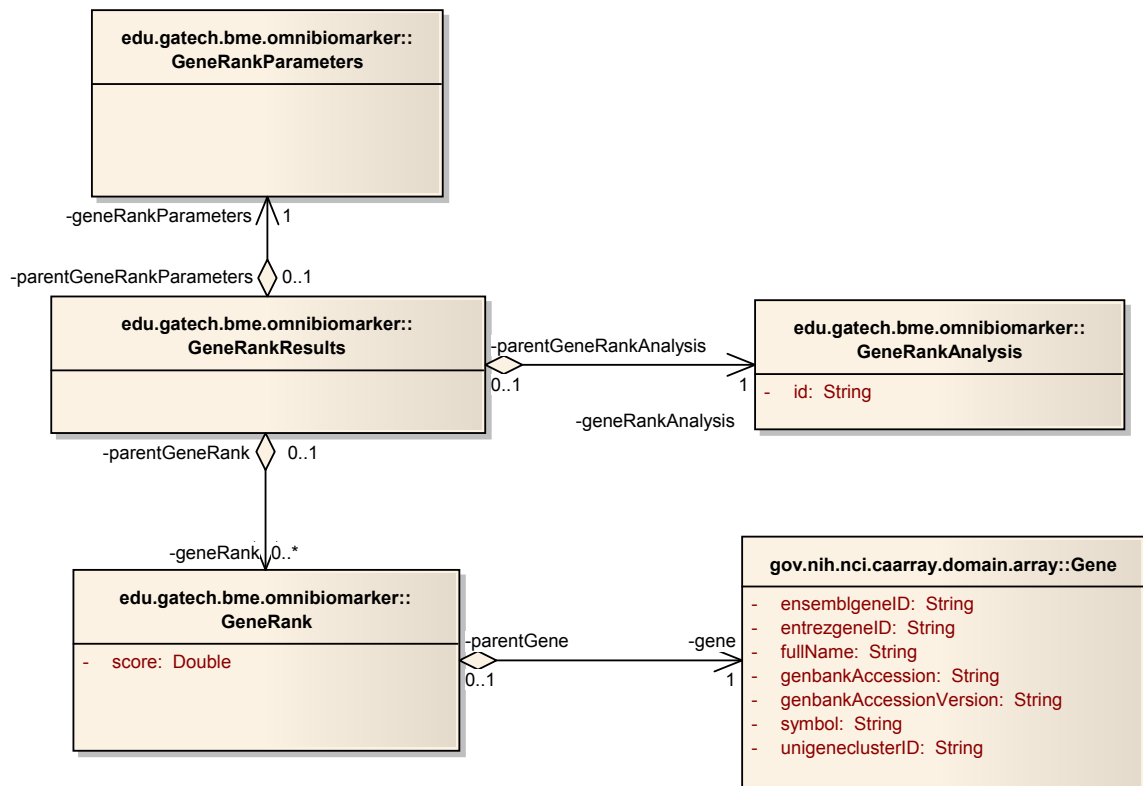 edu.gatech.bme.omnibiomarker::
GeneRankParameters
-geneRankParameters 1
-parentGeneRankParameters 0..1
edu.gatech.bme.omnibiomarker::
GeneRankResults
-parentGeneRankAnalysis
0..1
1
-geneRankAnalysis
edu.gatech.bme.omnibiomarker::
GeneRankAnalysis
- id: String
-parentGeneRank 0..1
-geneRank 0..*
edu.gatech.bme.omnibiomarker::
GeneRank
- score: Double
-parentGene
0..1
-gene
1
gov.nih.nci.caarray.domain.array::Gene
- ensemblgeneID: String
- entrezgeneID: String
- fullName: String
- genbankAccession: String
- genbankAccessionVersion: String
- symbol: String
- unigeneclusterID: String